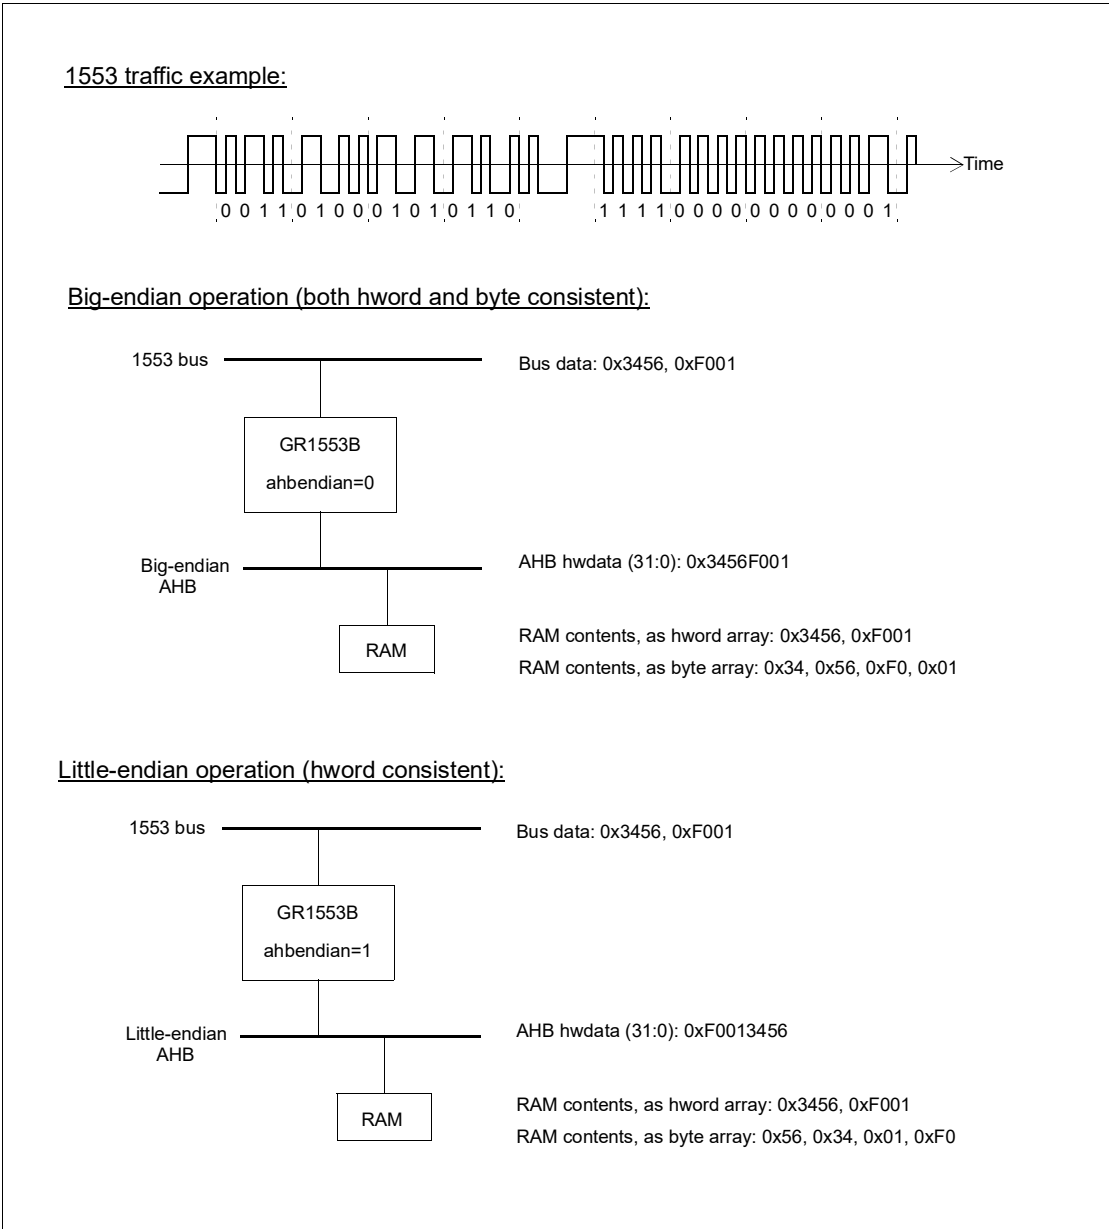 1553 traffic example:
Time
0 0 1 1 0 1 0 0 0 1 0 1 0 1 1 0 1 1 1 1 0 0 0 0 0 0 0 0 0 0 0 1
Big-endian operation (both hword and byte consistent):
1553 bus
Bus data: 0x3456, 0xF001
GR1553B
ahbendian=0
Big-endian
AHB
AHB hwdata (31:0): 0x3456F001
RAM
RAM contents, as hword array: 0x3456, 0xF001
RAM contents, as byte array: 0x34, 0x56, 0xF0, 0x01
Little-endian operation (hword consistent):
1553 bus
Bus data: 0x3456, 0xF001
GR1553B
ahbendian=1
Little-endian
AHB
AHB hwdata (31:0): 0xF0013456
RAM
RAM contents, as hword array: 0x3456, 0xF001
RAM contents, as byte array: 0x56, 0x34, 0x01, 0xF0